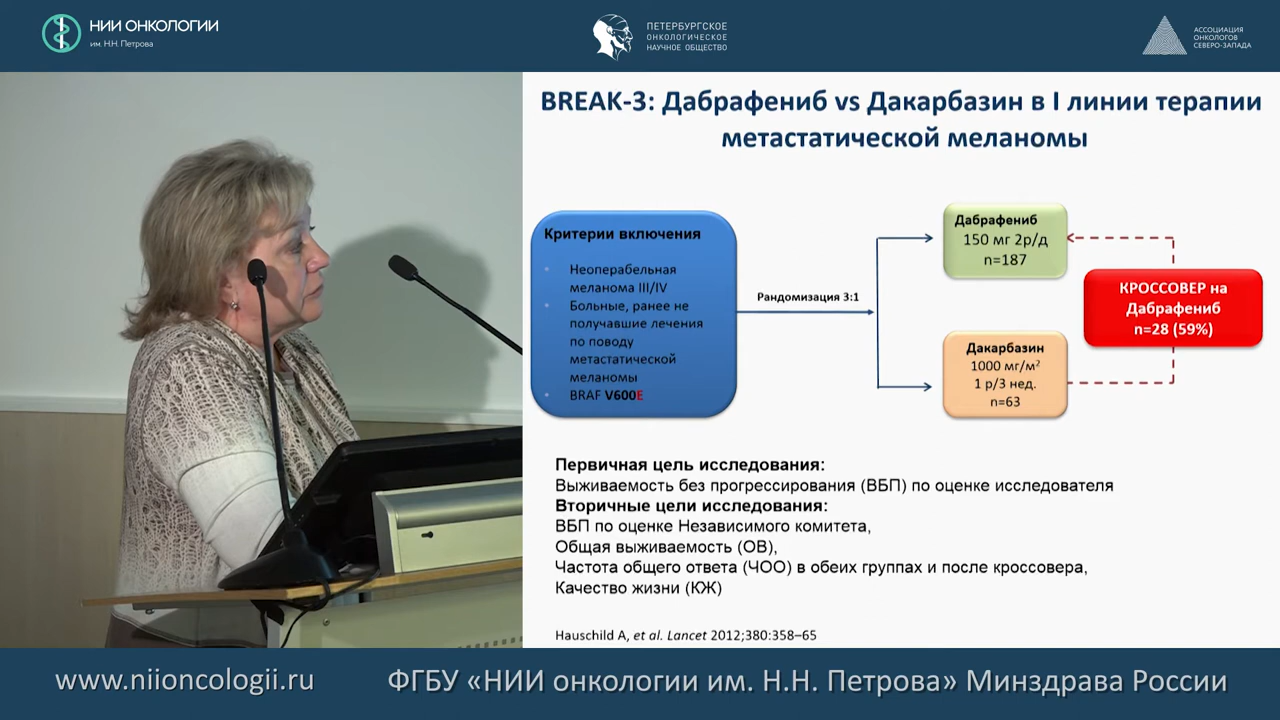 НИИ ОНКОЛОГИИ
им. Н.Н. Петрова
ПЕТЕРБУРГСКОЕ
ОНКОЛОГИЧЕСКОЕ
НАУЧНОЕ ОБЩЕСТВО
АССОЦИАЦИЯ
ОНКОЛОГОВ
СЕВЕРО-ЗАПАДА
BREAK-3: Дабрафениб vs Дакарбазин в I линии терапии
метастатической меланомы
Критерии включения
• Неоперабельная
меланома III/IV
• Больные, ранее не
получавшие лечения
по поводу
метастатической
меланомы
• BRAF V600E
Рандомизация 3:1
Дабрафениб
150 мг 2р/д
n=187
Дакарбазин
1000 мг/м²
1 р/3 нед.
n=63
КРОССОВЕР на
Дабрафениб
n=28 (59%)
Первичная цель исследования:
Выживаемость без прогрессирования (ВБП) по оценке исследователя
Вторичные цели исследования:
ВБП по оценке Независимого комитета,
Общая выживаемость (ОВ),
Частота общего ответа (ЧОО) в обеих группах и после кроссовера,
Качество жизни (КЖ)
Hauschild A, et al. Lancet 2012;380:358–65
www.niioncologii.ru
ФГБУ «НИИ онкологии им. Н.Н. Петрова» Минздрава России